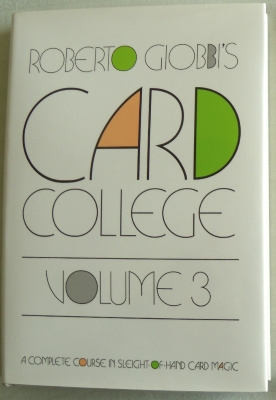 ROBERTO GIOBBI'S
CARD
COLLEGE
VOLUME 3
A COMPLETE COURSE IN SLEIGHT-OF-HAND CARD MAGIC